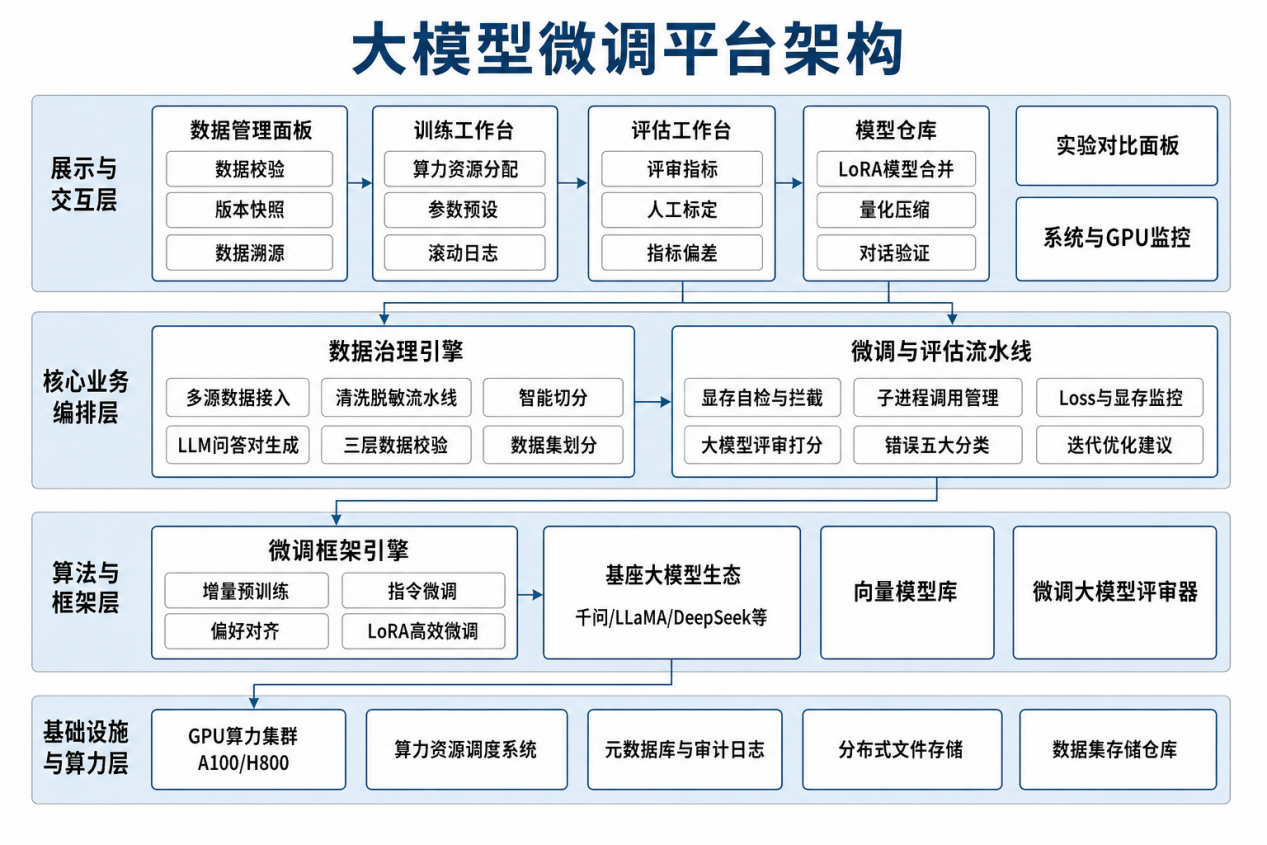 大模型微调平台架构
展示与
交互层
数据管理面板
数据校验
版本快照
数据溯源
训练工作台
算力资源分配
参数预设
滚动日志
评估工作台
评审指标
人工标定
指标偏差
模型仓库
LoRA模型合并
量化压缩
对话验证
实验对比面板
系统与GPU监控
核心业务
编排层
数据治理引擎
多源数据接入
清洗脱敏流水线
智能切分
LLM问答对生成
三层数据校验
数据集划分
微调与评估流水线
显存自检与拦截
子进程调用管理
Loss与显存监控
大模型评审打分
错误五大分类
迭代优化建议
算法与
框架层
微调框架引擎
增量预训练
指令微调
偏好对齐
LoRA高效微调
基座大模型生态
千问/LLaMA/DeepSeek等
向量模型库
微调大模型评审器
基础设施
与算力层
GPU算力集群
A100/H800
算力资源调度系统
元数据库与审计日志
分布式文件存储
数据集存储仓库